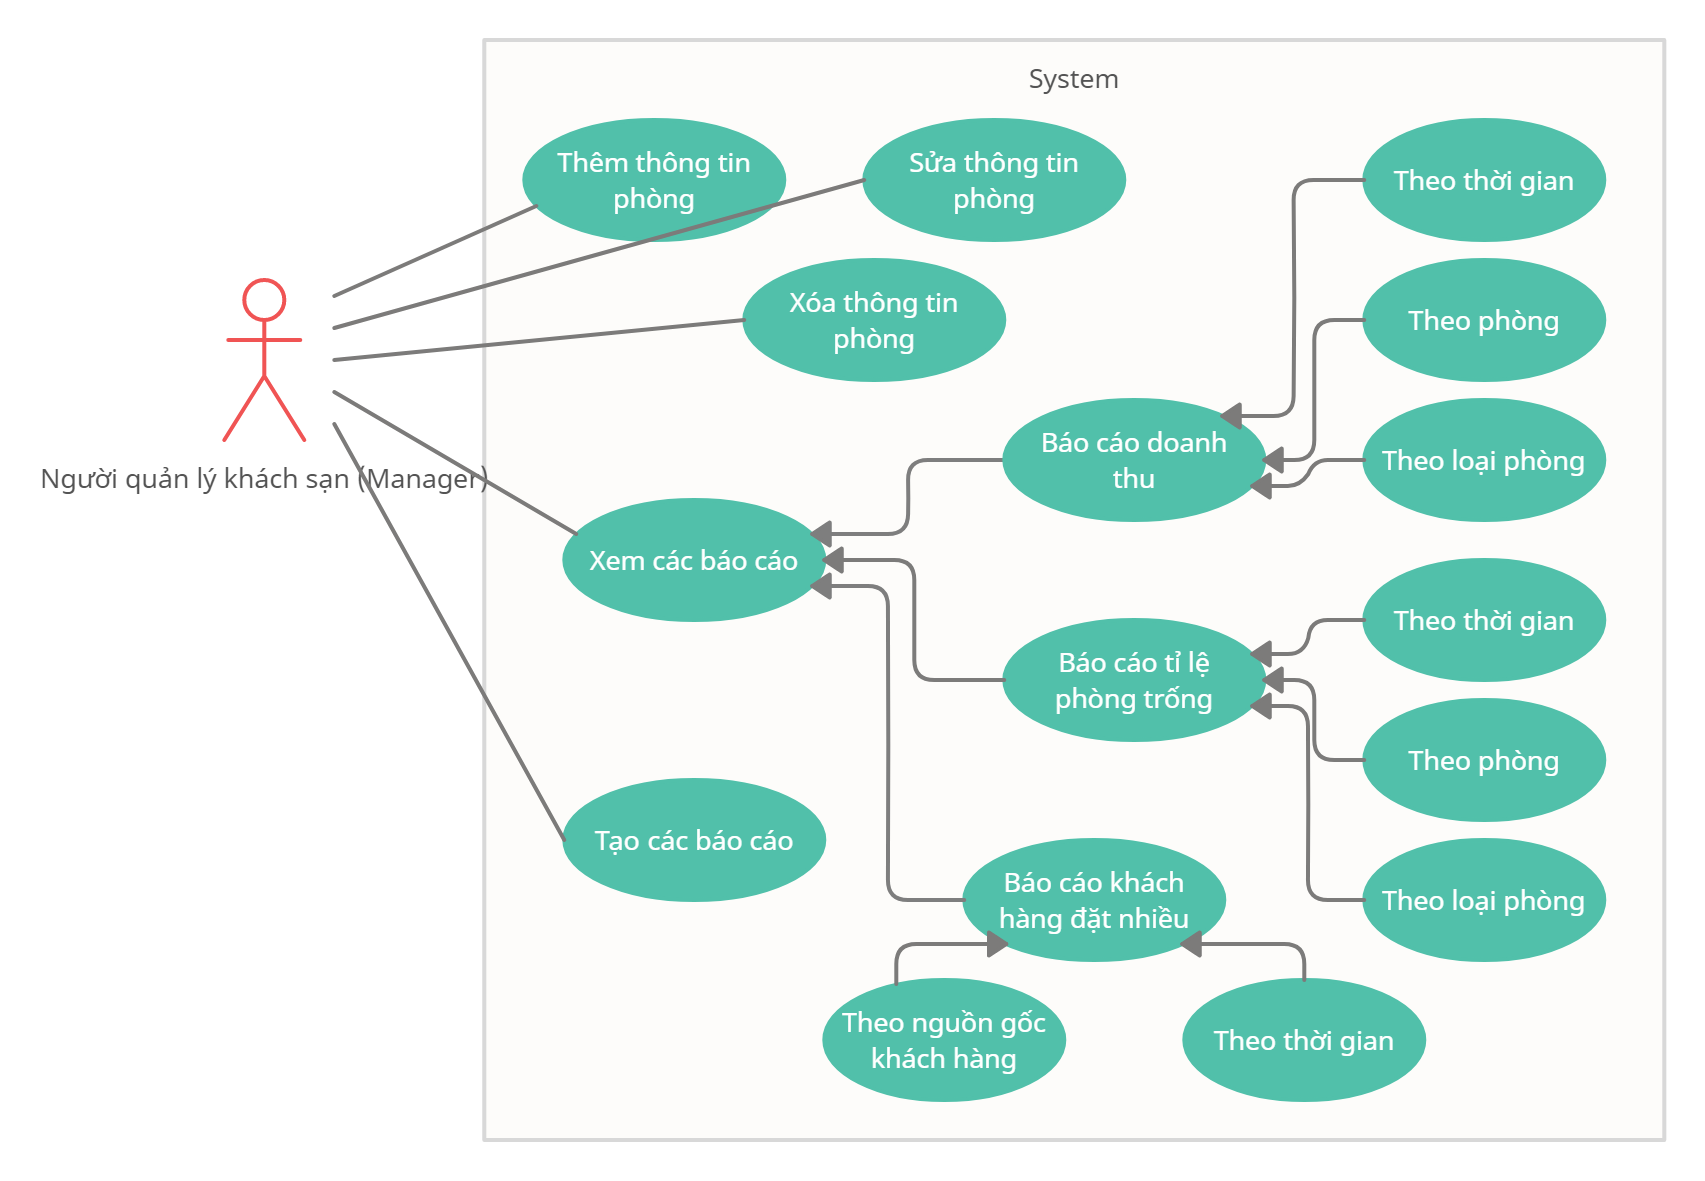 System
Thêm thông tin
phòng
Sửa thông tin
phòng
Theo thời gian
Xóa thông tin
phòng
Theo phòng
Báo cáo doanh
thu
Theo loại phòng
Người quản lý khách sạn (Manager)
Xem các báo cáo
Theo thời gian
Báo cáo tỉ lệ
phòng trống
Theo phòng
Tạo các báo cáo
Báo cáo khách
hàng đặt nhiều
Theo loại phòng
Theo nguồn gốc
khách hàng
Theo thời gian